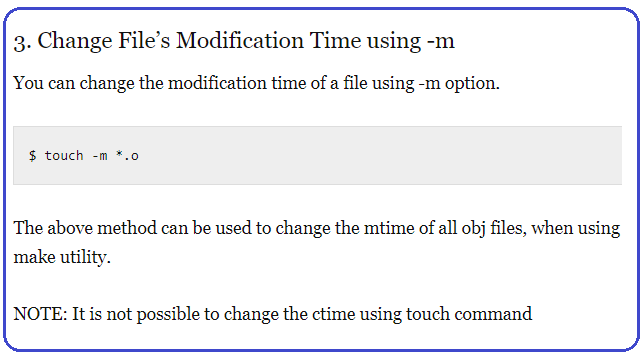 3. Change File’s Modification Time using -m
You can change the modification time of a file using -m option.
$ touch -m *.o
The above method can be used to change the mtime of all obj files, when using
make utility.
NOTE: It is not possible to change the ctime using touch command